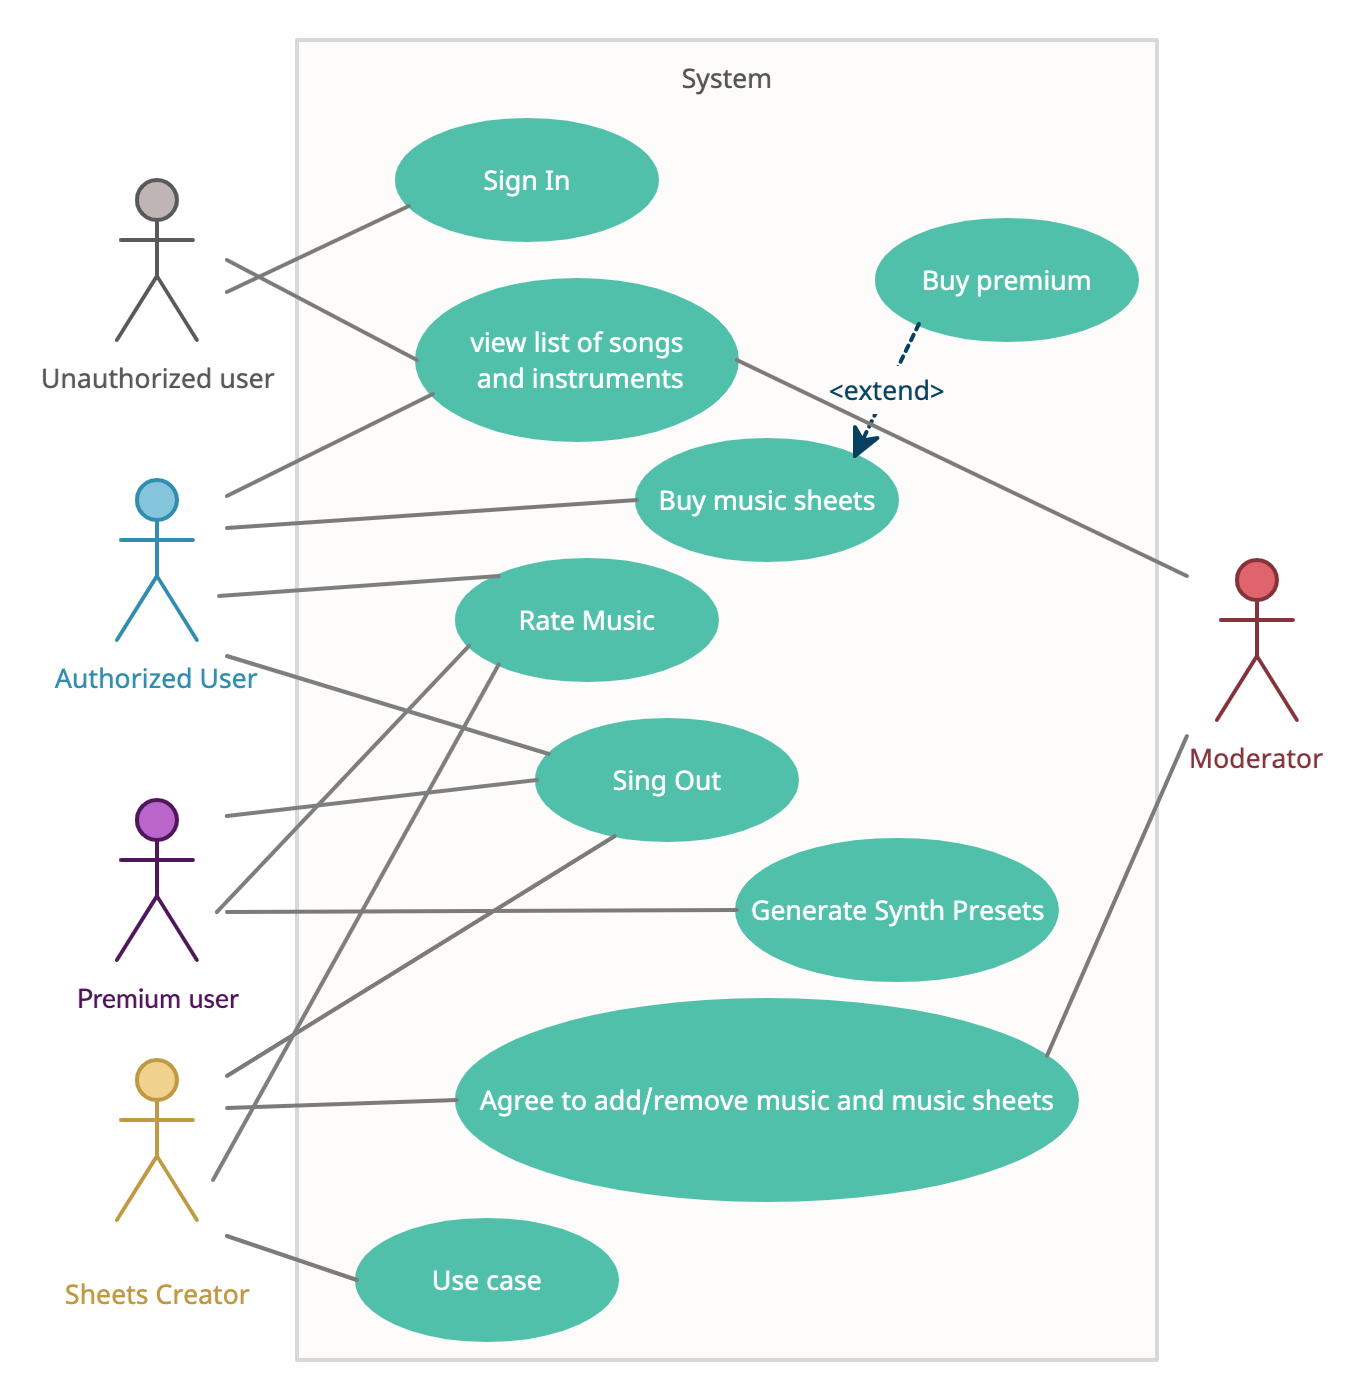 System
Sign In
Buy premium
view list of songs
and instruments
Unauthorized user
<extend>
Buy music sheets
Rate Music
Authorized User
Sing Out
Moderator
Generate Synth Presets
Premium user
Agree to add/remove music and music sheets
Use case
Sheets Creator